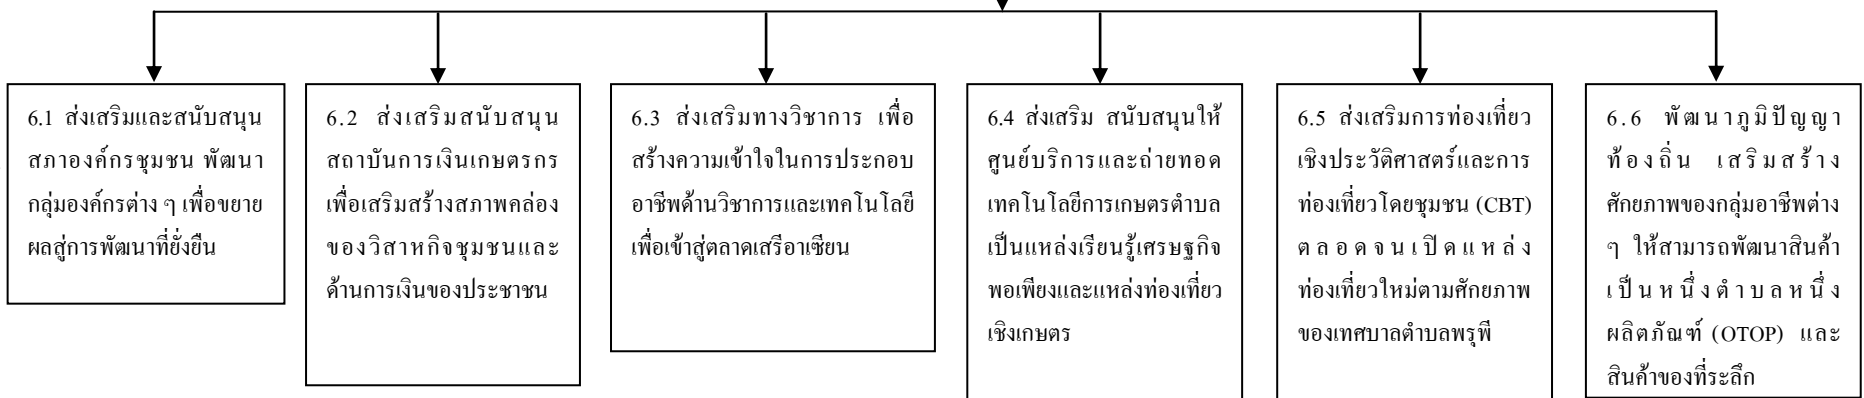 6.1 ส่งเสริมและสนับสนุน
สภาองค์กรชุมชน พัฒนา
กลุ่มองค์กรต่าง ๆ เพื่อขยาย
ผลสู่การพัฒนาที่ยั่งยืน
6.2 ส่งเสริมสนับสนุน
สถาบันการเงินเกษตรกร
เพื่อเสริมสร้างสภาพคล่อง
ของวิสาหกิจชุมชนและ
ด้านการเงินของประชาชน
6.3 ส่งเสริมทางวิชาการ เพื่อ
สร้างความเข้าใจในการประกอบ
อาชีพด้านวิชาการและเทคโนโลยี
เพื่อเข้าสู่ตลาดเสรีอาเซียน
6.4 ส่งเสริม สนับสนุนให้
ศูนย์บริการและถ่ายทอด
เทคโนโลยีการเกษตรตำบล
เป็นแหล่งเรียนรู้เศรษฐกิจ
พอเพียงและแหล่งท่องเที่ยว
เชิงเกษตร
6.5 ส่งเสริมการท่องเที่ยว
เชิงประวัติศาสตร์และการ
ท่องเที่ยวโดยชุมชน (CBT)
ตลอดจนเปิดแหล่ง
ท่องเที่ยวใหม่ตามศักยภาพ
ของเทศบาลตำบลพรุพี
6.6 พัฒนาภูมิปัญญา
ท้องถิ่น เสริมสร้าง
ศักยภาพของกลุ่มอาชีพต่าง
ๆ ให้สามารถพัฒนาสินค้า
เป็นหนึ่งตำบลหนึ่ง
ผลิตภัณฑ์ (OTOP) และ
สินค้าของที่ระลึก